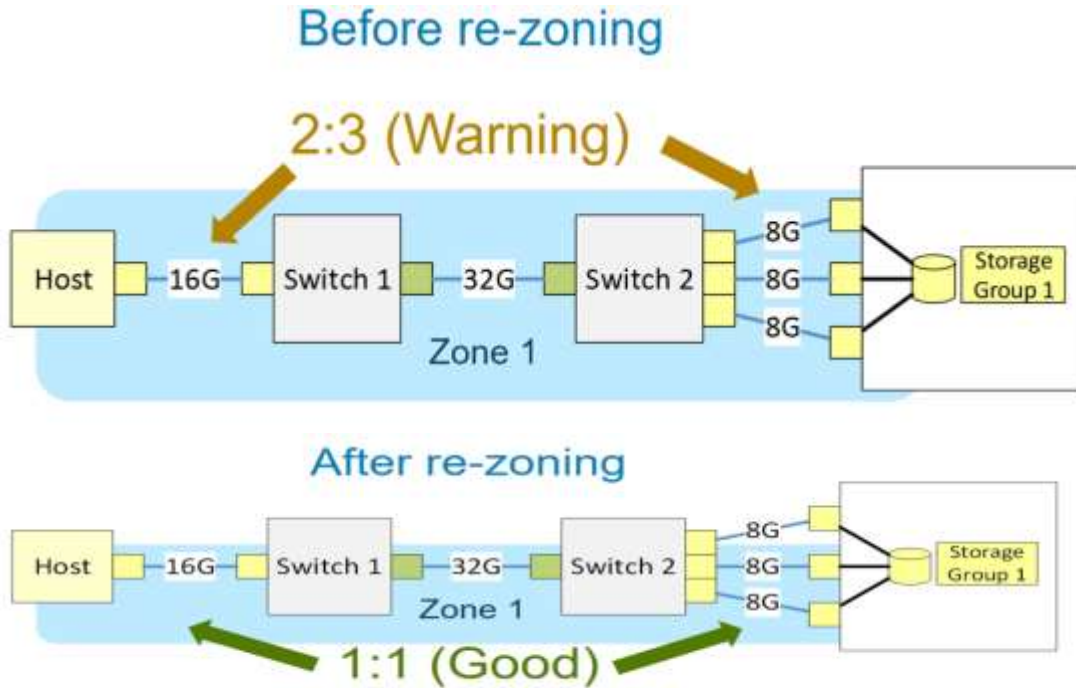 Before re-zoning
2:3 (Warning)
Host
16G
Switch 1
32G
Switch 2
8G
8G
8G
Storage
Group 1
Zone 1
After re-zoning
Host
16G
Switch 1
32G
Switch 2
8G
8G
8G
Storage
Group 1
Zone 1
1:1 (Good)